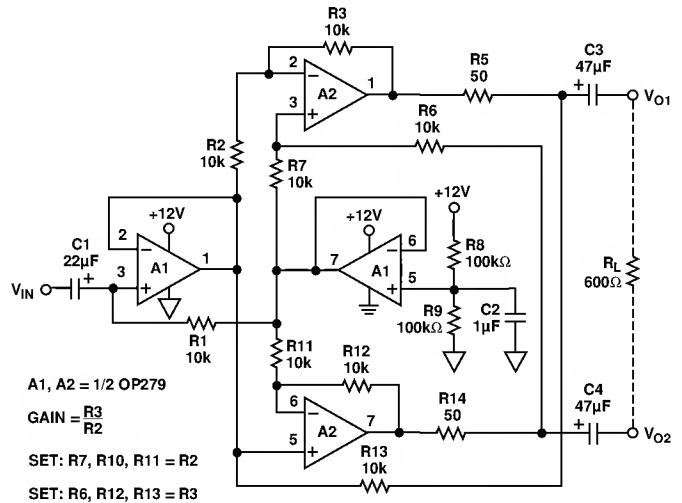 R3
10k
2
A2
1
3
R5
50
C3
47µF
+
VO1
R6
10k
R2
10k
R7
10k
+12V
+12V
+12V
2
A1
1
3
C1
22µF
+
VIN
7
A1
6
5
R8
100kΩ
R9
100kΩ
C2
1µF
RL
600Ω
R1
10k
R11
10k
R12
10k
6
A2
7
5
R14
50
C4
47µF
+
VO2
R13
10k
A1, A2 = 1/2 OP279
GAIN = R3
R2
SET: R7, R10, R11 = R2
SET: R6, R12, R13 = R3